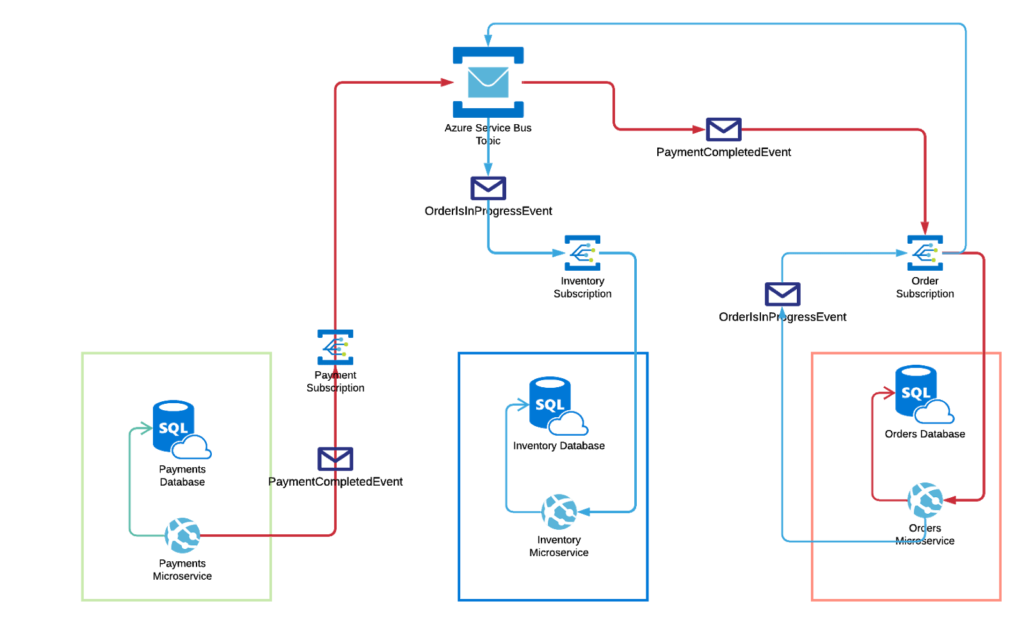 Azure Service Bus
Topic
PaymentCompletedEvent
OrderIsInProgressEvent
Inventory
Subscription
Order
Subscription
OrderIsInProgressEvent
Payment
Subscription
SQL
Payments
Database
PaymentCompletedEvent
Payments
Microservice
SQL
Inventory Database
Inventory
Microservice
SQL
Orders Database
Orders
Microservice